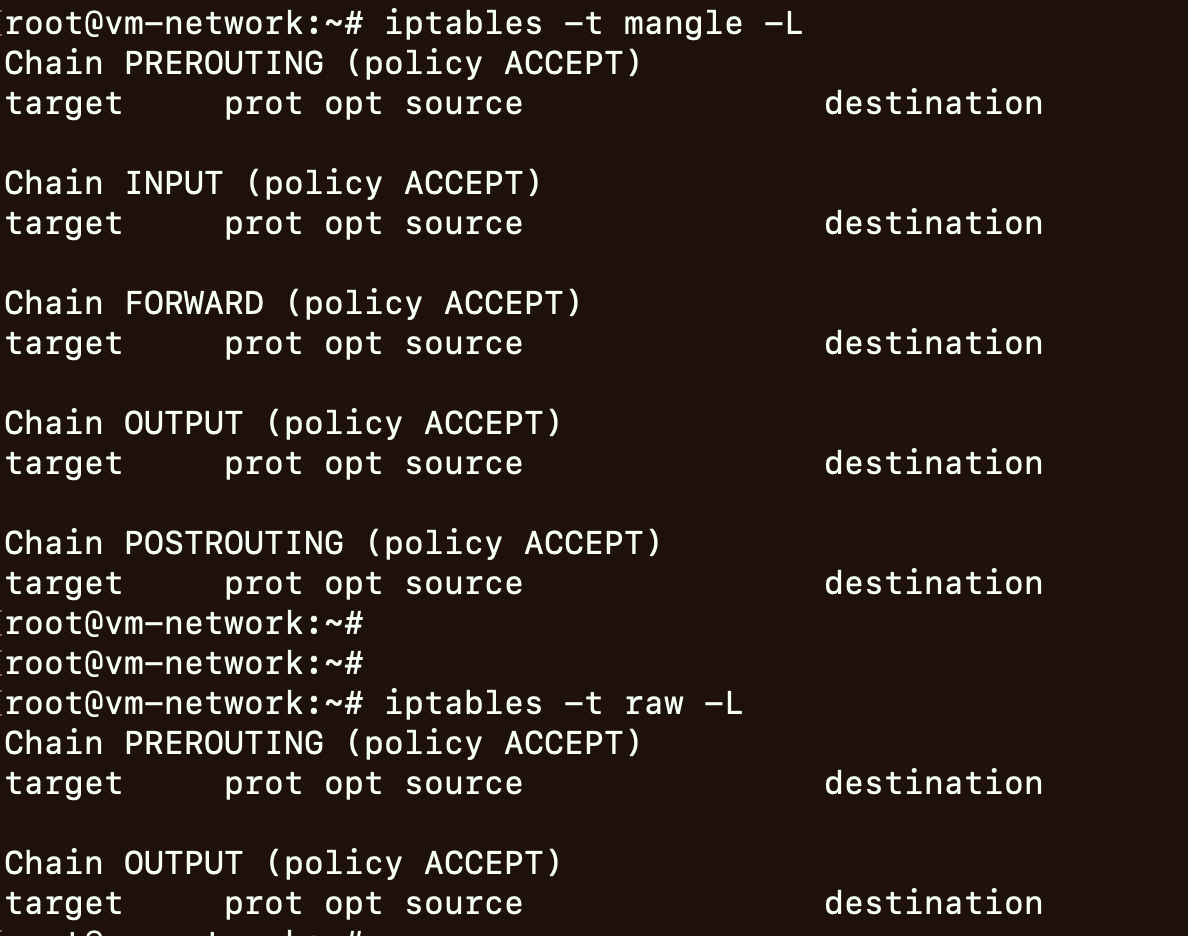 [root@vm-network:~# iptables -t mangle -L
Chain PREROUTING (policy ACCEPT)
target     prot opt source               destination
Chain INPUT (policy ACCEPT)
target     prot opt source               destination
Chain FORWARD (policy ACCEPT)
target     prot opt source               destination
Chain OUTPUT (policy ACCEPT)
target     prot opt source               destination
Chain POSTROUTING (policy ACCEPT)
target     prot opt source               destination
[root@vm-network:~#
[root@vm-network:~#
[root@vm-network:~# iptables -t raw -L
Chain PREROUTING (policy ACCEPT)
target     prot opt source               destination
Chain OUTPUT (policy ACCEPT)
target     prot opt source               destination